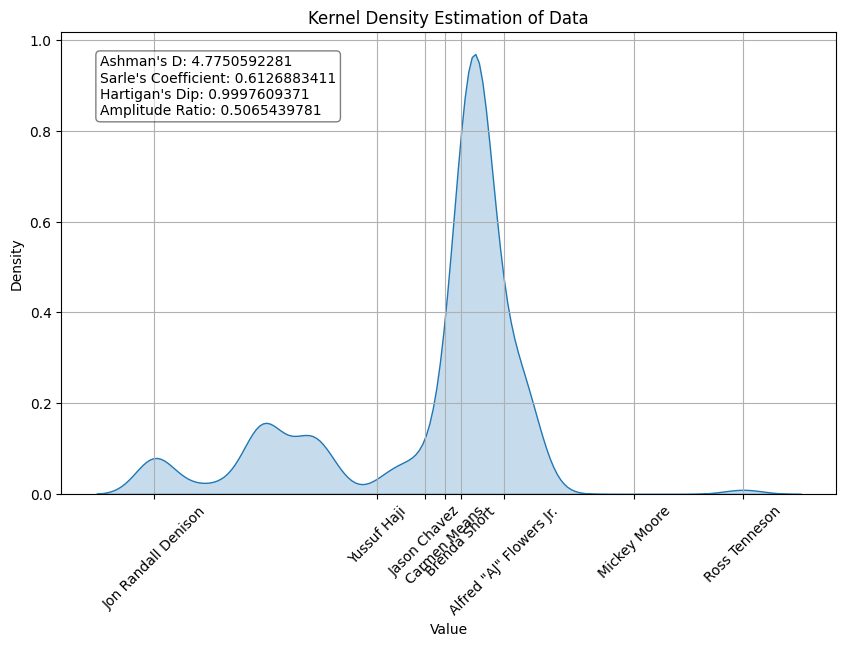 Kernel Density Estimation of Data
Ashman's D: 4.7750592281
Sarle's Coefficient: 0.6126883411
Hartigan's Dip: 0.9997609371
Amplitude Ratio: 0.5065439781
1.0
0.8
0.6
0.4
0.2
0.0
Density
Jon Randall Denison
Yussuf Haji
Jason Chavez
Carmen Means
Brenda Short
Alfred "AJ" Flowers Jr.
Mickey Moore
Ross Tenneson
Value